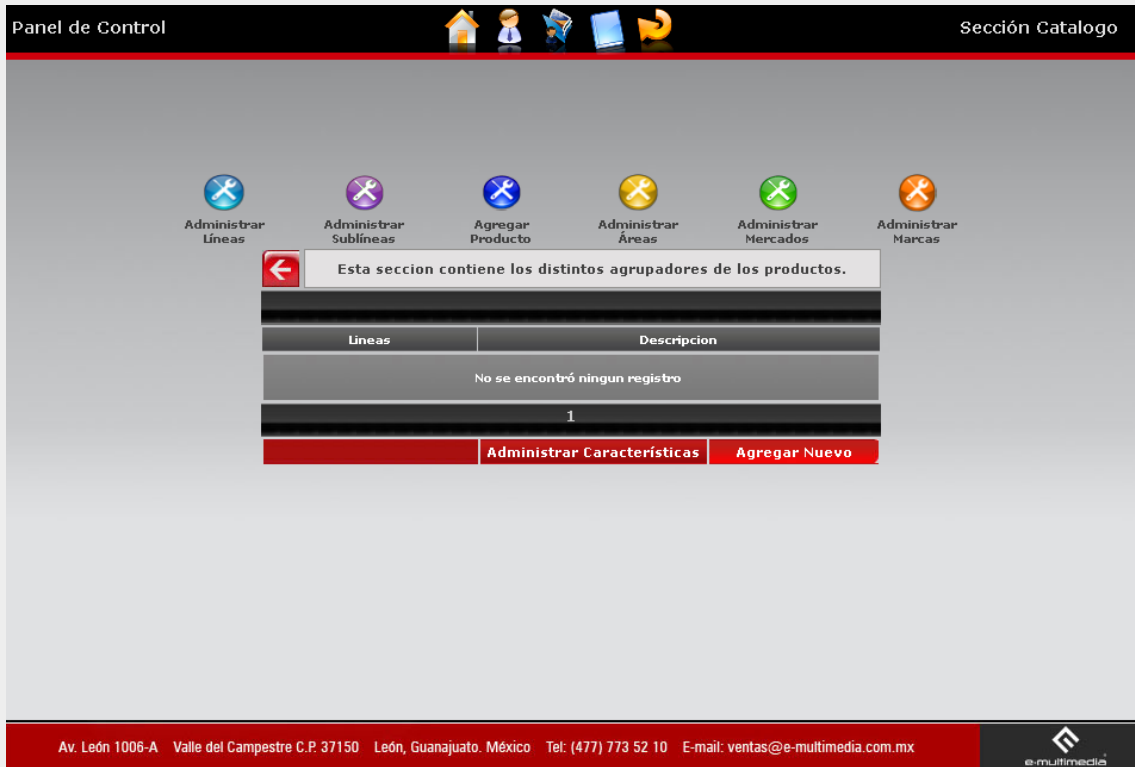 Panel de Control
Sección Catalogo
Administrar Líneas
Administrar Sublíneas
Agregar Producto
Administrar Áreas
Administrar Mercados
Administrar Marcas
Esta seccion contiene los distintos agrupadores de los productos.
Lineas Descripcion
No se encontró ningun registro
1
Administrar Características Agregar Nuevo
Av. León 1006-A Valle del Campestre C.P. 37150 León, Guanajuato. México Tel: (477) 773 52 10 E-mail: ventas@e-multimedia.com.mx
e-multimedia